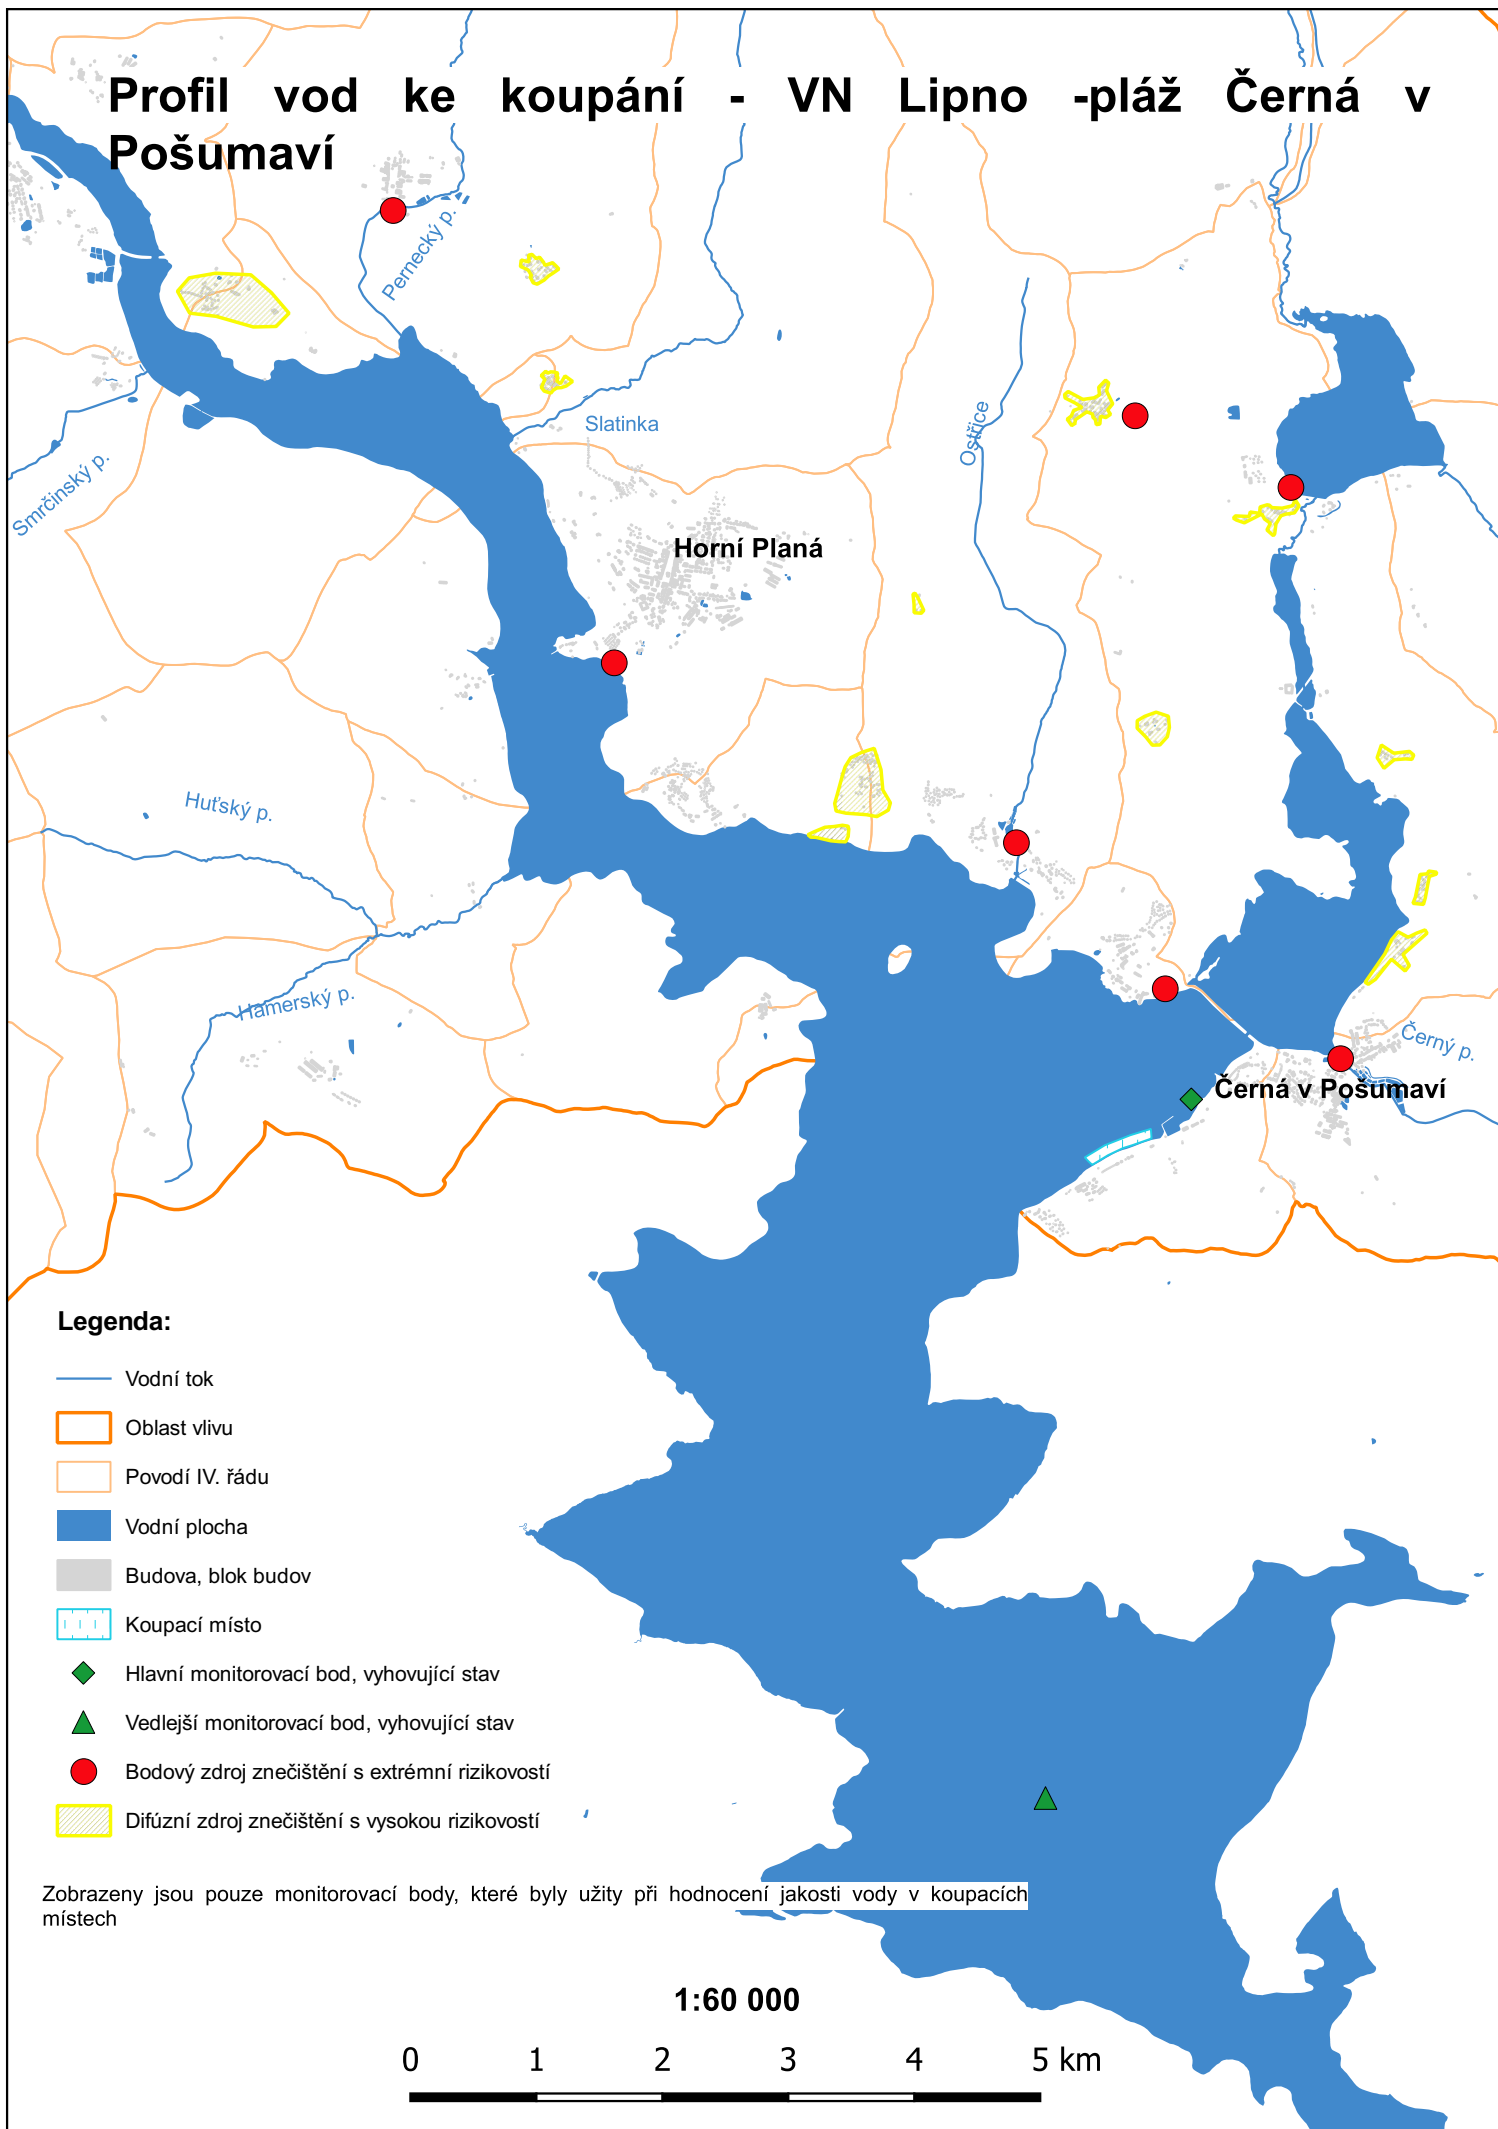 Profil vod ke koupání - VN Lipno -pláž Černá v
Pošumaví
Pernecký p.
Slatinka
Ostřice
Smrčinský p.
Horní Planá
Huťský p.
Hamerský p.
Černý p.
Černá v Pošumaví
Legenda:
Vodní tok
Oblast vlivu
Povodí IV. řádu
Vodní plocha
Budova, blok budov
Koupací místo
Hlavní monitorovací bod, vyhovující stav
Vedlejší monitorovací bod, vyhovující stav
Bodový zdroj znečištění s extrémní rizikovostí
Difúzní zdroj znečištění s vysokou rizikovostí
Zobrazeny jsou pouze monitorovací body, které byly užity při hodnocení jakosti vody v koupacích
místech
1:60 000
0 1 2 3 4 5 km